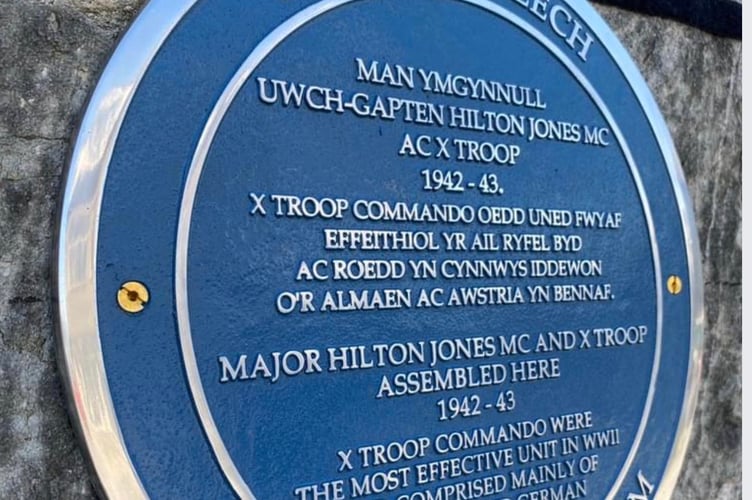 EECH
MAN YMGYNNULL
UWCH-GAPTEN HILTON JONES MC
AC X TROOP
1942 - 43.
X TROOP COMMANDO OEDD UNED FWYAF
EFFEITHIOL YR AIL RYFEL BYD
AC ROEDD YN CYNNWYS IDDEWON
O'R ALMAEN AC AWSTRIA YN BENNAF.
MAJOR HILTON JONES MC AND X TROOP
ASSEMBLED HERE
1942 - 43
X TROOP COMMANDO WERE
THE MOST EFFECTIVE UNIT IN WWII
COMPRISED MAINLY OF
GERMAN
M